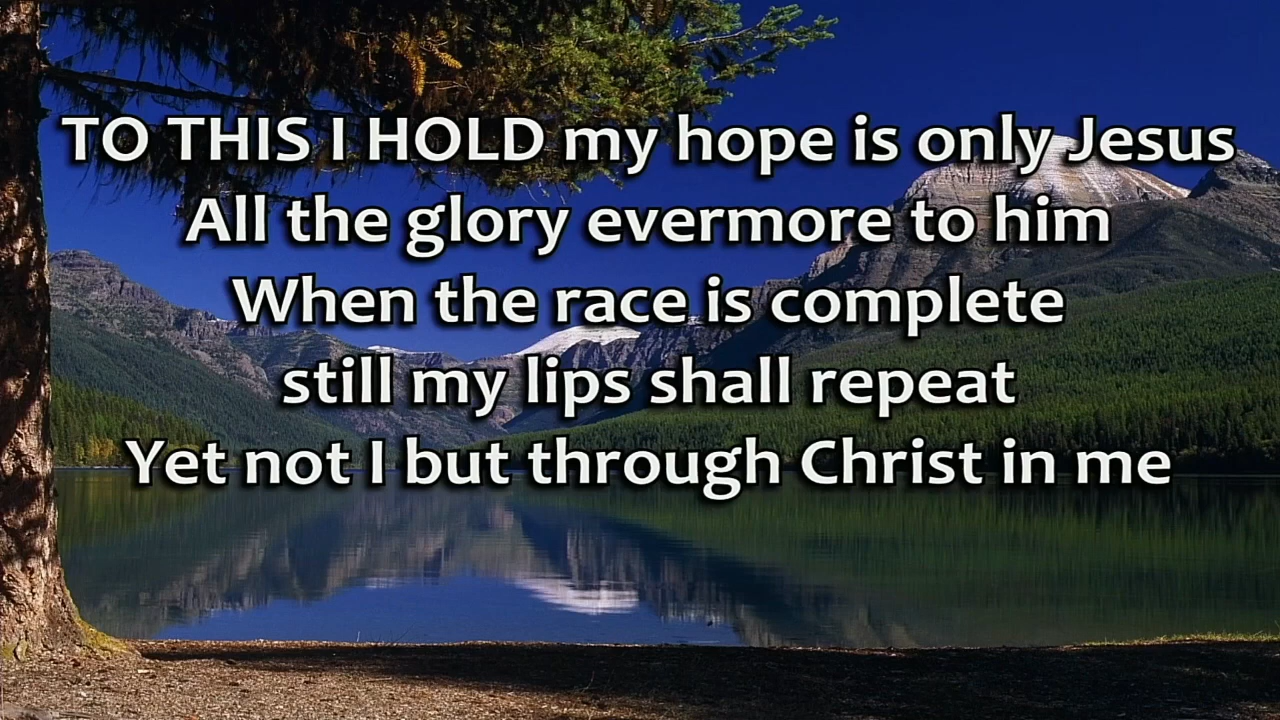 TO THIS I HOLD my hope is only Jesus
All the glory evermore to him
When the race is complete
still my lips shall repeat
Yet not I but through Christ in me